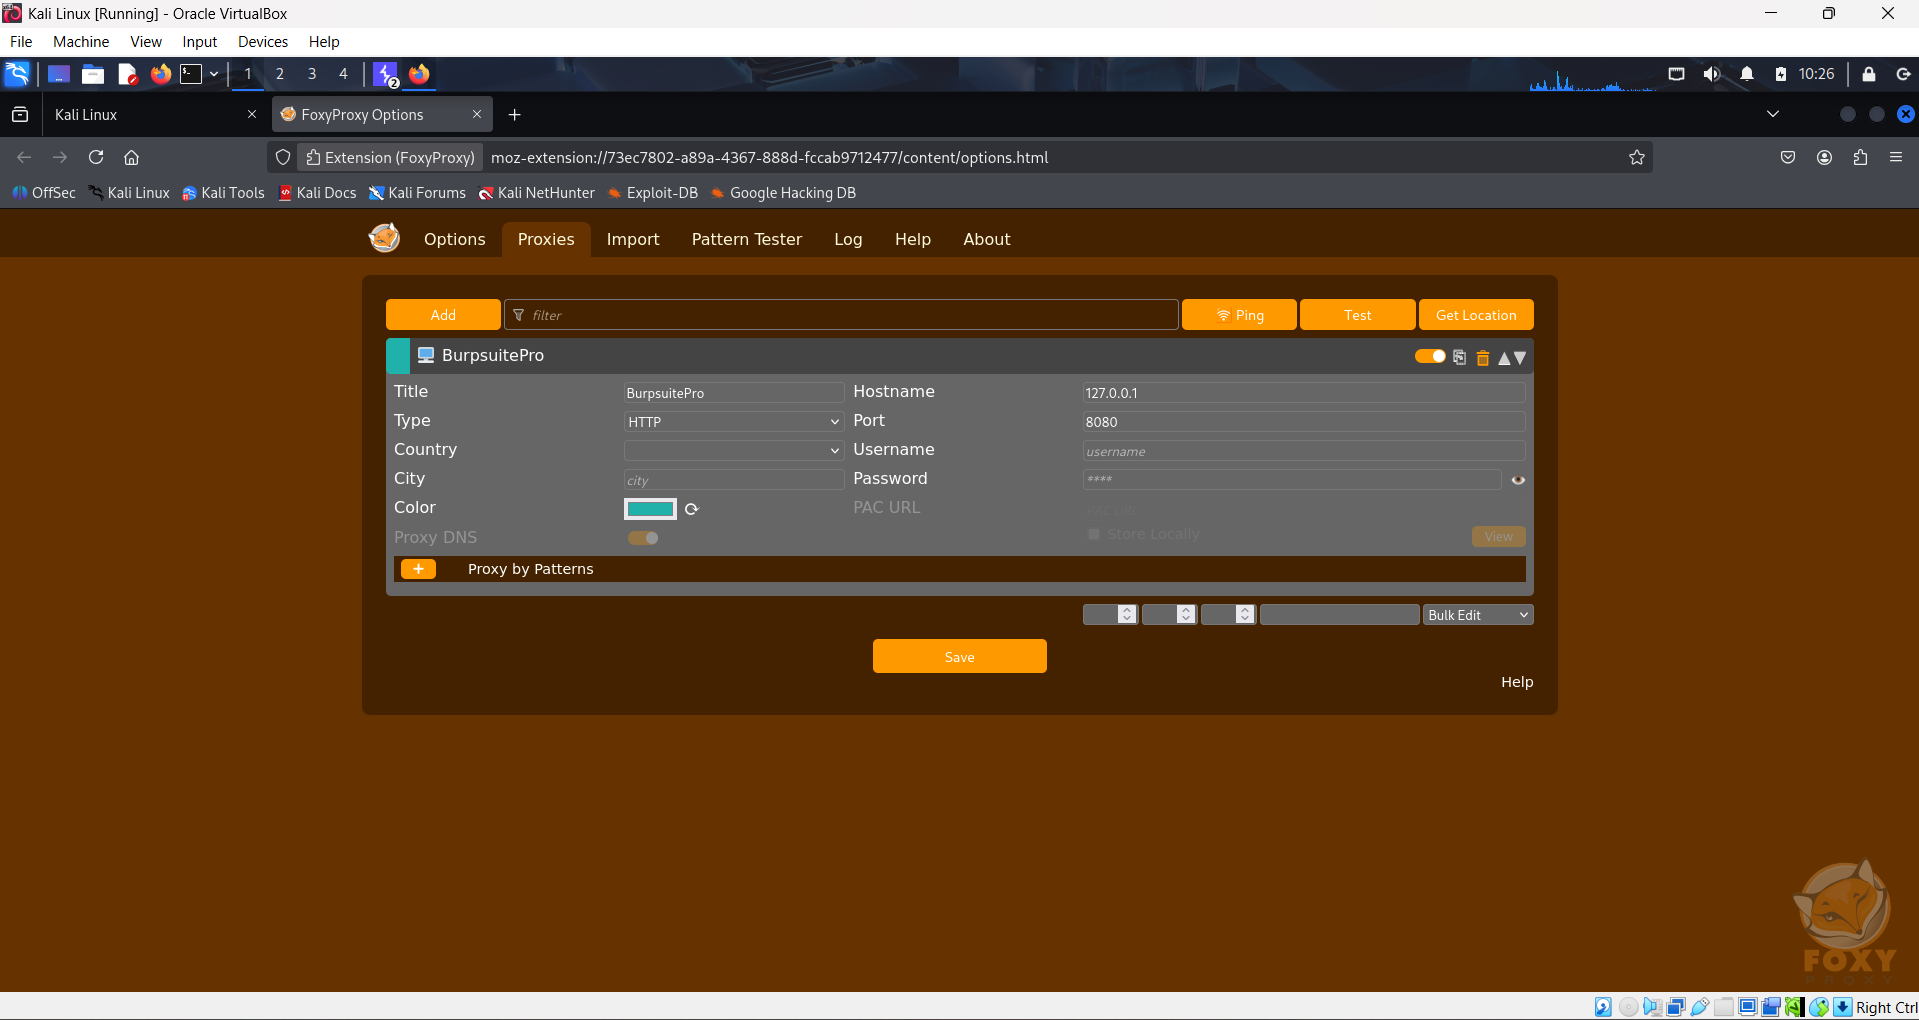 Kali Linux [Running] - Oracle VirtualBox
File Machine View Input Devices Help
1 2 3 4 2 10:26
Kali Linux FoxyProxy Options
Extension (FoxyProxy) moz-extension://73ec7802-a89a-4367-888d-fccab9712477/content/options.html
OffSec Kali Linux Kali Tools Kali Docs Kali Forums Kali NetHunter Exploit-DB Google Hacking DB
Options Proxies Import Pattern Tester Log Help About
Add filter Ping Test Get Location
BurpsuitePro
Title BurpsuitePro Hostname 127.0.0.1
Type HTTP Port 8080
Country Username username
City city Password ****
Color PAC URL PAC URL
Proxy DNS Store Locally View
+ Proxy by Patterns
Bulk Edit
Save
Help
FOXY
PROXY
Right Ctrl